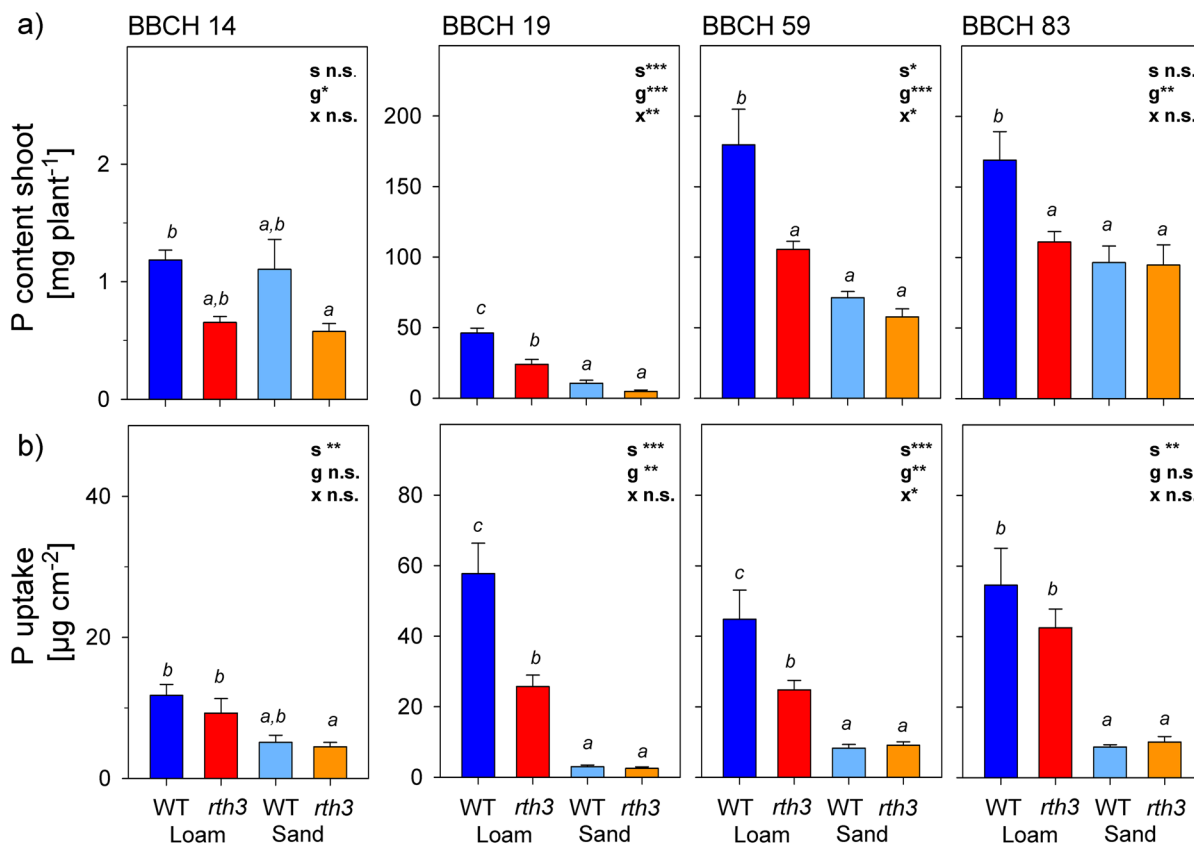 a)
BBCH 14
BBCH 19
BBCH 59
BBCH 83
P content shoot
[mg plant⁻¹]
0
1
2
s n.s.
g*
x n.s.
b
a,b
a,b
a
0
50
100
150
200
s***
g***
x**
c
b
a
a
s*
g***
x*
b
a
a
a
s n.s.
g**
x n.s.
b
a
a
a
b)
P uptake
[µg cm⁻²]
0
20
40
s **
g n.s.
x n.s.
b
b
a,b
a
0
20
40
60
80
s ***
g **
x n.s.
c
b
a
a
s***
g**
x*
c
b
a
a
s **
g n.s
x n.s.
b
b
a
a
WT rth3 WT rth3
Loam Sand
WT rth3 WT rth3
Loam Sand
WT rth3 WT rth3
Loam Sand
WT rth3 WT rth3
Loam Sand